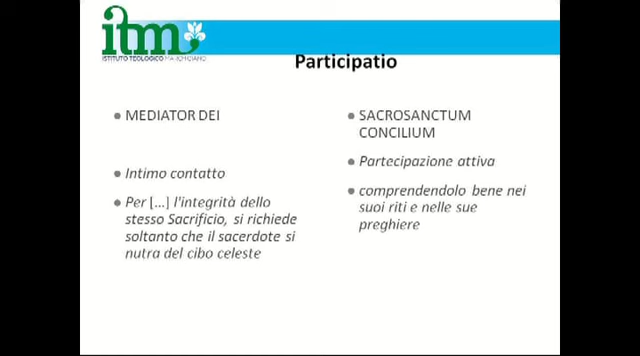 itm
ISTITUTO TEOLOGICO MARCHIGIANO
Participatio
• MEDIATOR DEI
• Intimo contatto
• Per [...] l'integrità dello
stesso Sacrificio, si richiede
soltanto che il sacerdote si
nutra del cibo celeste
• SACROSANCTUM
CONCILIUM
• Partecipazione attiva
• comprendendolo bene nei
suoi riti e nelle sue
preghiere